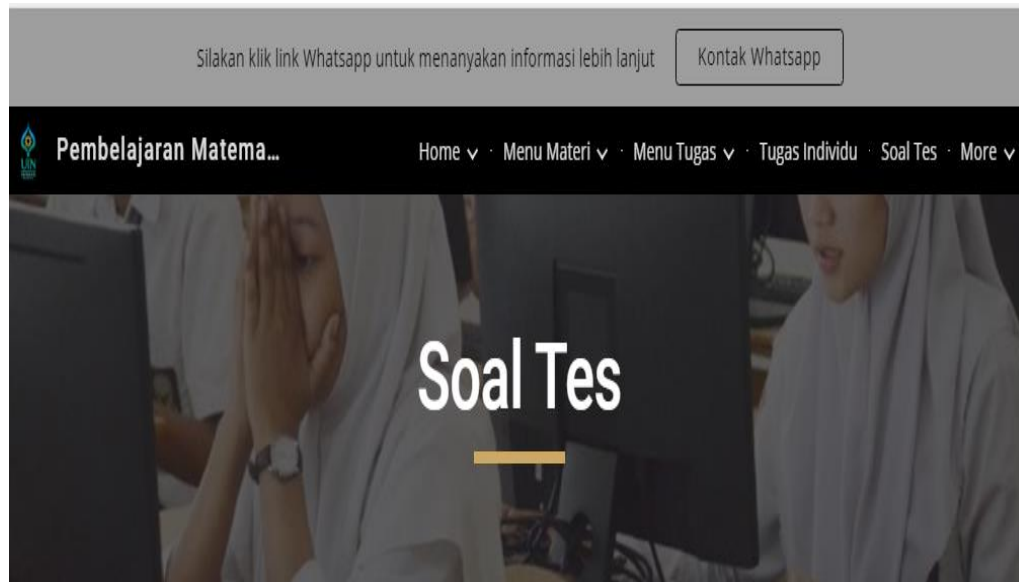 Silakan klik link Whatsapp untuk menanyakan informasi lebih lanjut
Kontak Whatsapp
UIN
Pembelajaran Matema...
Home · Menu Materi · Menu Tugas · Tugas Individu · Soal Tes · More
Soal Tes